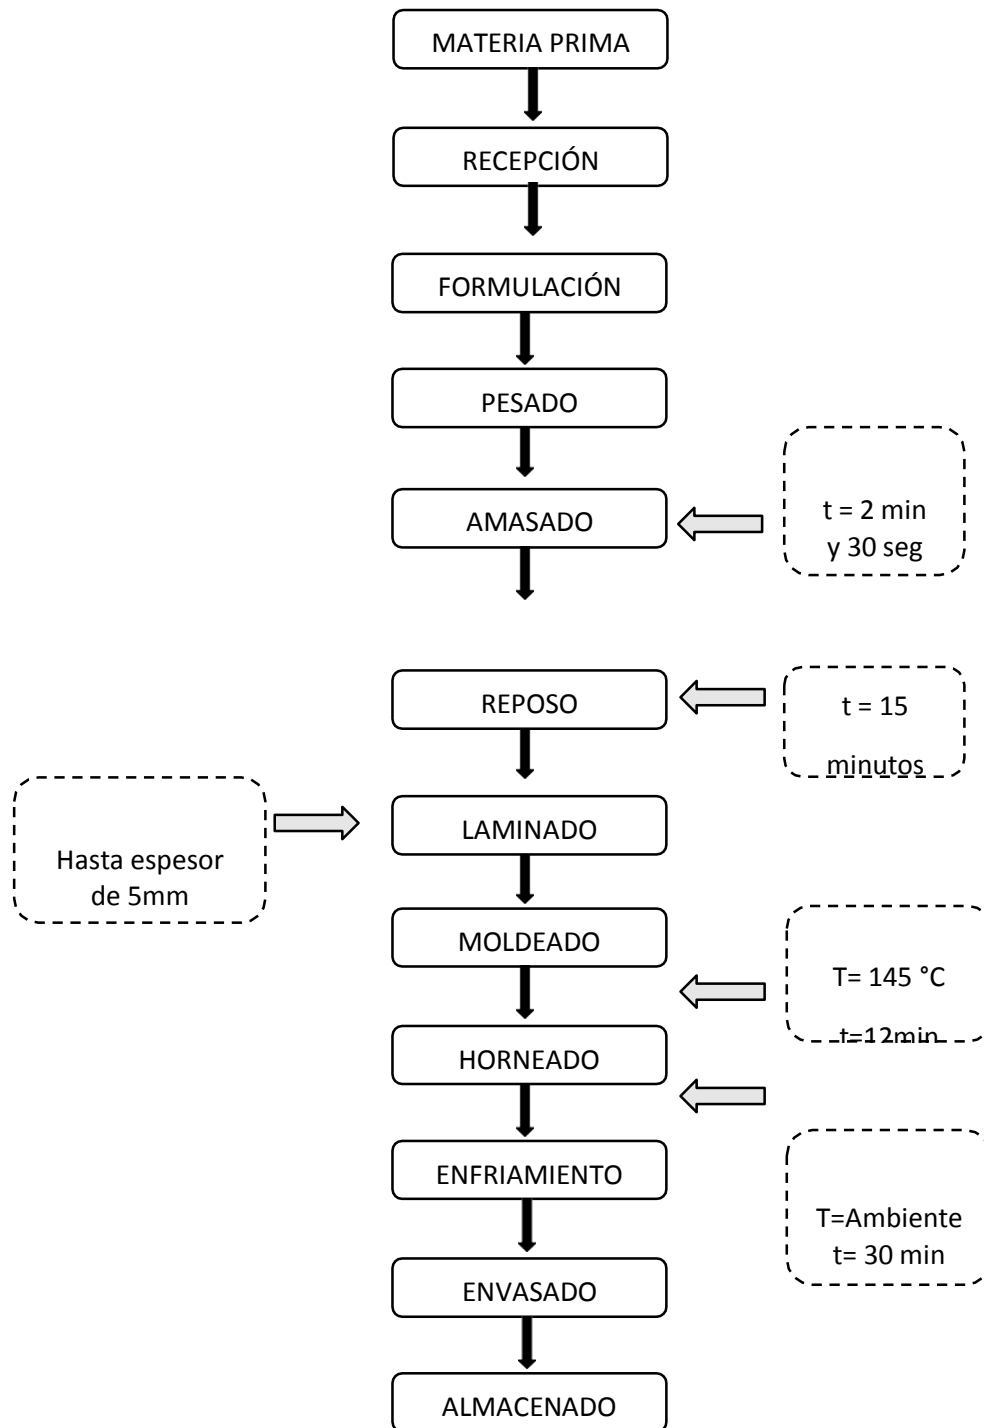 MATERIA PRIMA
RECEPCIÓN
FORMULACIÓN
PESADO
AMASADO
t = 2 min
y 30 seg
REPOSO
t = 15
minutos
LAMINADO
Hasta espesor
de 5mm
MOLDEADO
T= 145 °C
t=12min
HORNEADO
ENFRIAMIENTO
T=Ambiente
t= 30 min
ENVASADO
ALMACENADO